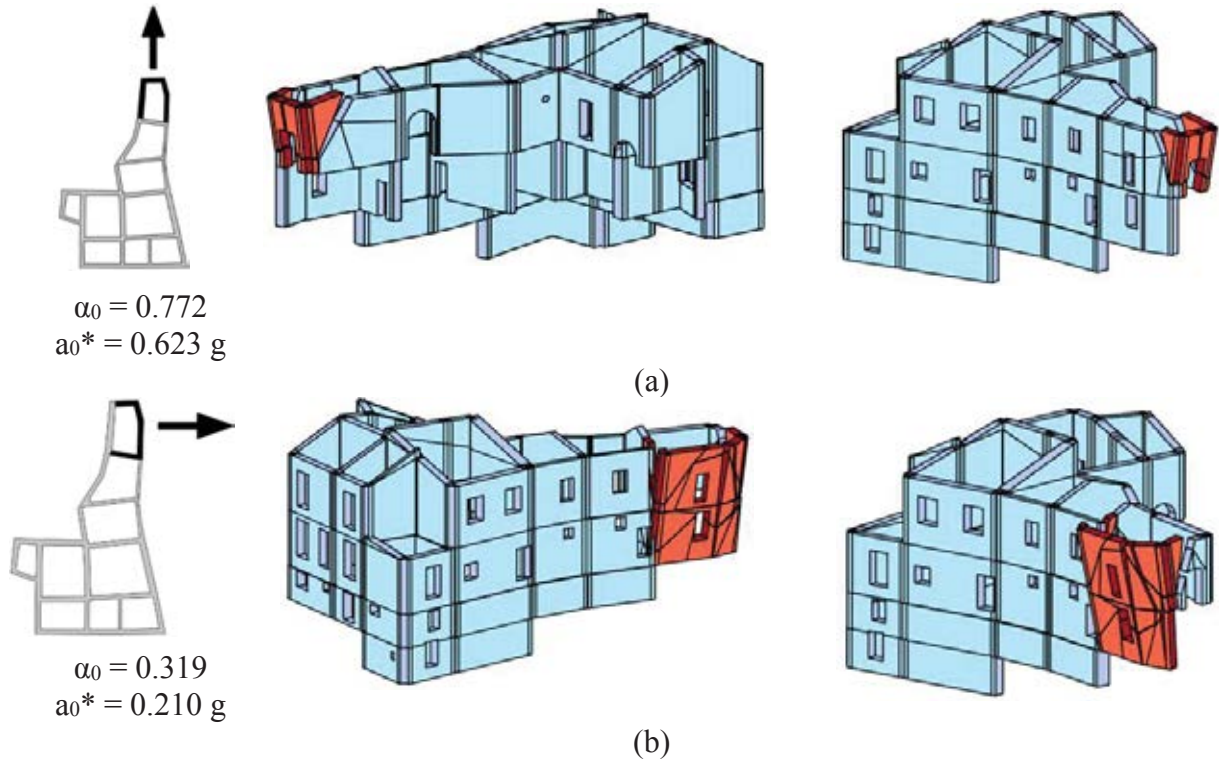 α₀ = 0.772
a₀* = 0.623 g
(a)
α₀ = 0.319
a₀* = 0.210 g
(b)